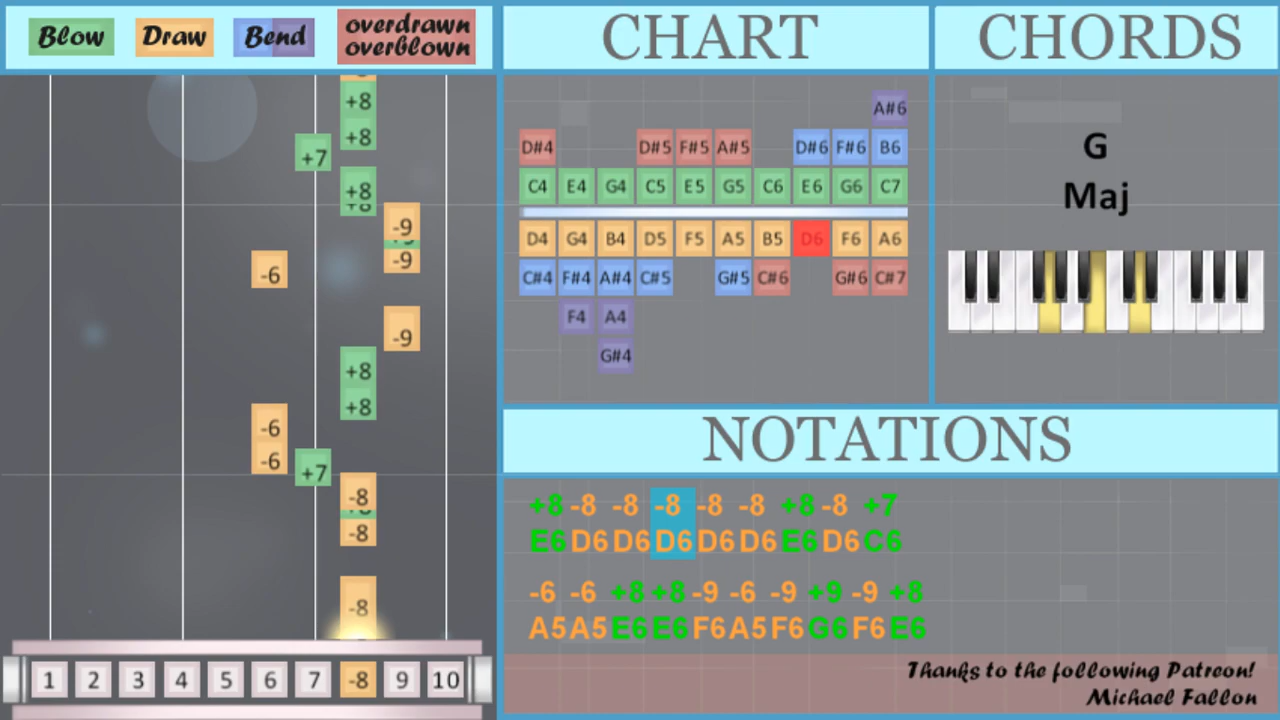 Blow Draw Bend overdrawn
overblown
CHART
CHORDS
+8
+8
+7
+8
-9
-9
-6
-9
+8
+8
-6
-6
+7
-8
-8
-8
1 2 3 4 5 6 7 -8 9 10
A#6
D#4 D#5 F#5 A#5 D#6 F#6 B6
C4 E4 G4 C5 E5 G5 C6 E6 G6 C7
D4 G4 B4 D5 F5 A5 B5 D6 F6 A6
C#4 F#4 A#4 C#5 G#5 C#6 G#6 C#7
F4 A4
G#4
G
Maj
NOTATIONS
+8 -8 -8 -8 -8 -8 +8 -8 +7
E6 D6 D6 D6 D6 D6 E6 D6 C6
-6 -6 +8 +8 -9 -6 -9 +9 -9 +8
A5 A5 E6 E6 F6 A5 F6 G6 F6 E6
Thanks to the following Patreon!
Michael Fallon